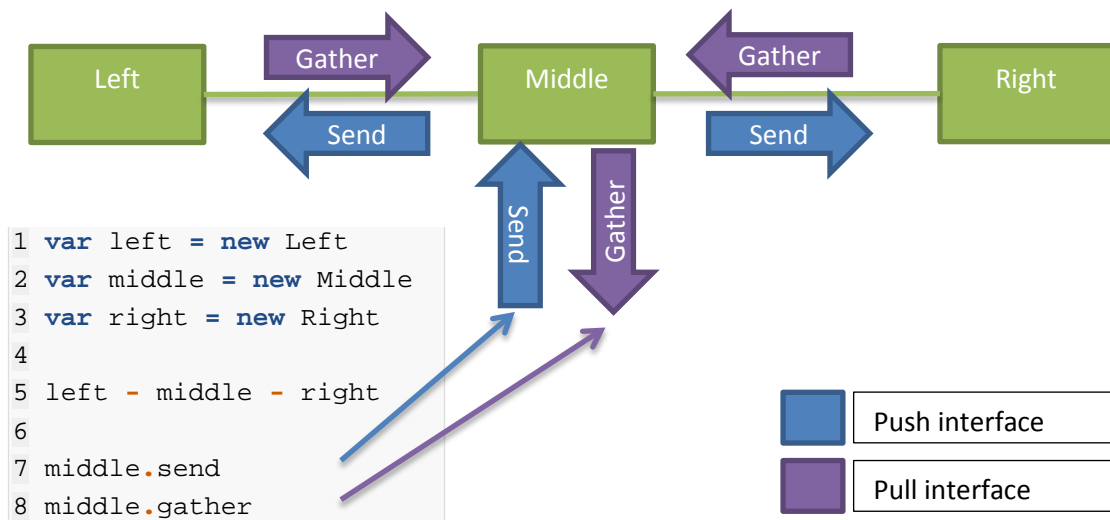 Gather
Gather
Left
Middle
Right
Send
Send
Send
Gather
1 var left = new Left
2 var middle = new Middle
3 var right = new Right
4
5 left - middle - right
6
7 middle.send
8 middle.gather
Push interface
Pull interface